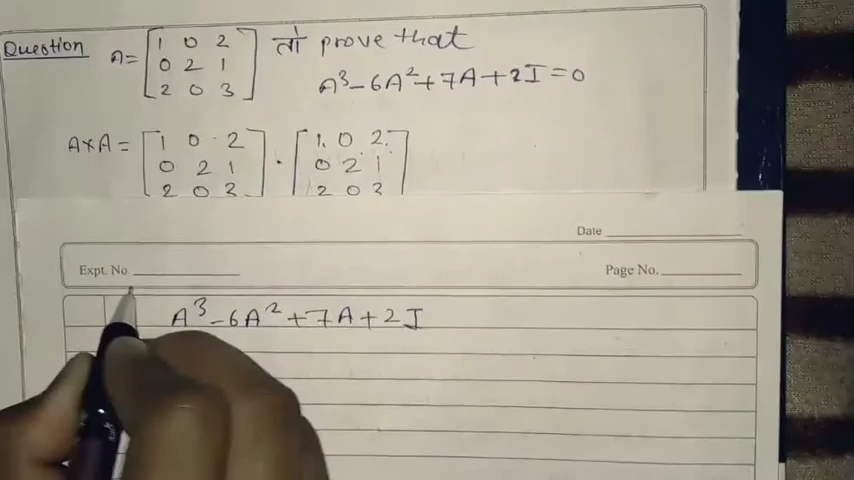 Question A = [1 0 2 तो prove that
0 2 1
2 0 3] A³ - 6A² + 7A + 2I = 0
A×A = [1 0 2 . [1 0 2
0 2 1 0 2 1
2 0 3] 2 0 3]
Date
Expt. No. Page No.
A³ - 6A² + 7A + 2I